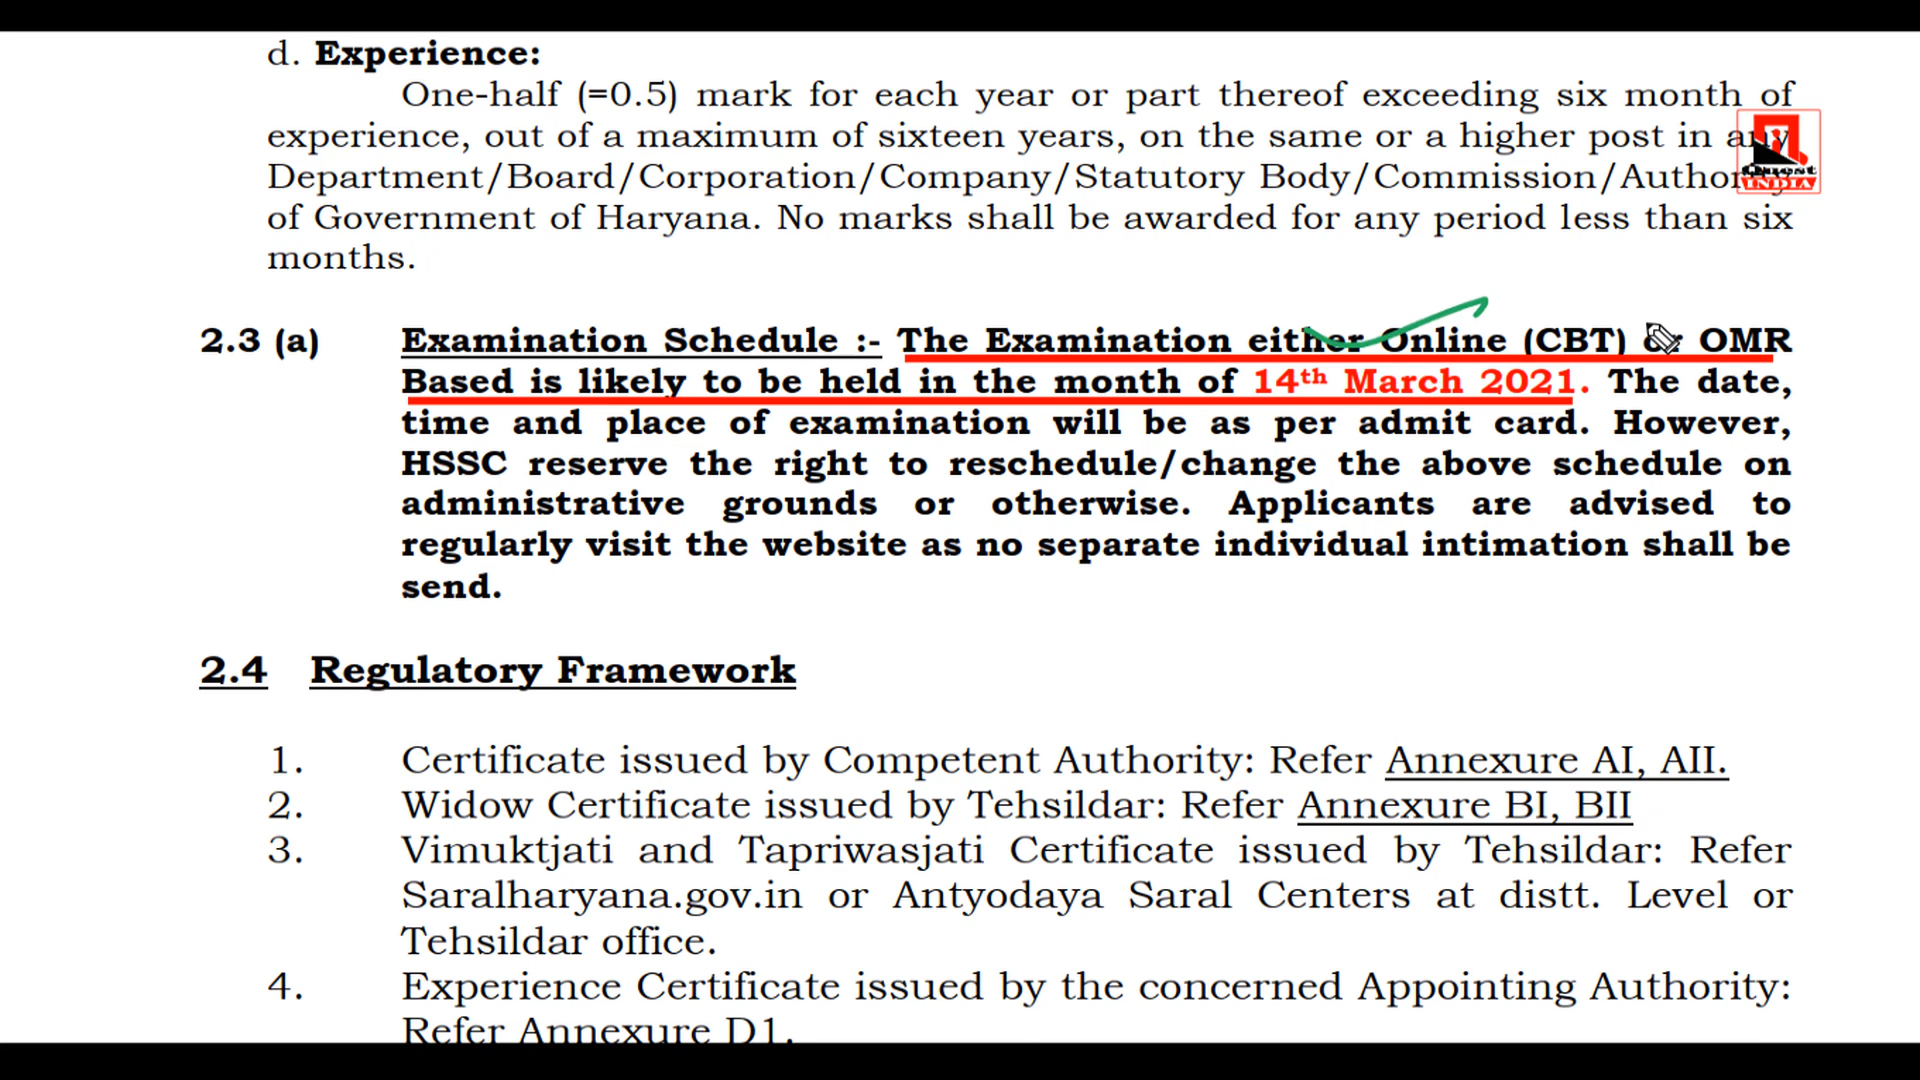 d. Experience:
One-half (=0.5) mark for each year or part thereof exceeding six month of
experience, out of a maximum of sixteen years, on the same or a higher post in any
Department/Board/Corporation/Company/Statutory Body/Commission/Authority
of Government of Haryana. No marks shall be awarded for any period less than six
months.
2.3 (a) Examination Schedule :- The Examination either Online (CBT) or OMR
Based is likely to be held in the month of 14th March 2021. The date,
time and place of examination will be as per admit card. However,
HSSC reserve the right to reschedule/change the above schedule on
administrative grounds or otherwise. Applicants are advised to
regularly visit the website as no separate individual intimation shall be
send.
2.4 Regulatory Framework
1. Certificate issued by Competent Authority: Refer Annexure AI, AII.
2. Widow Certificate issued by Tehsildar: Refer Annexure BI, BII
3. Vimuktjati and Tapriwasjati Certificate issued by Tehsildar: Refer
Saralharyana.gov.in or Antyodaya Saral Centers at distt. Level or
Tehsildar office.
4. Experience Certificate issued by the concerned Appointing Authority:
Refer Annexure D1.
INDIA